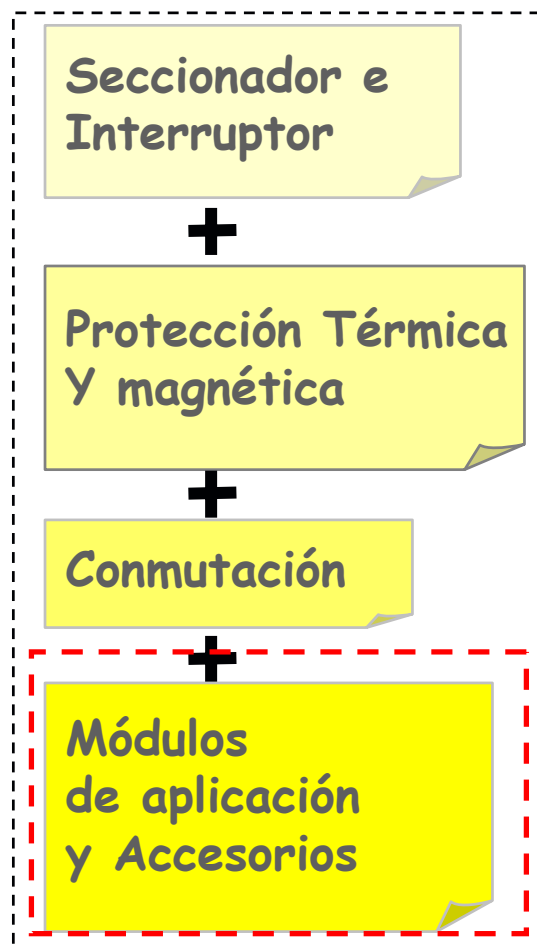 Seccionador e
Interruptor
+
Protección Térmica
Y magnética
+
Conmutación
+
Módulos
de aplicación
y Accesorios